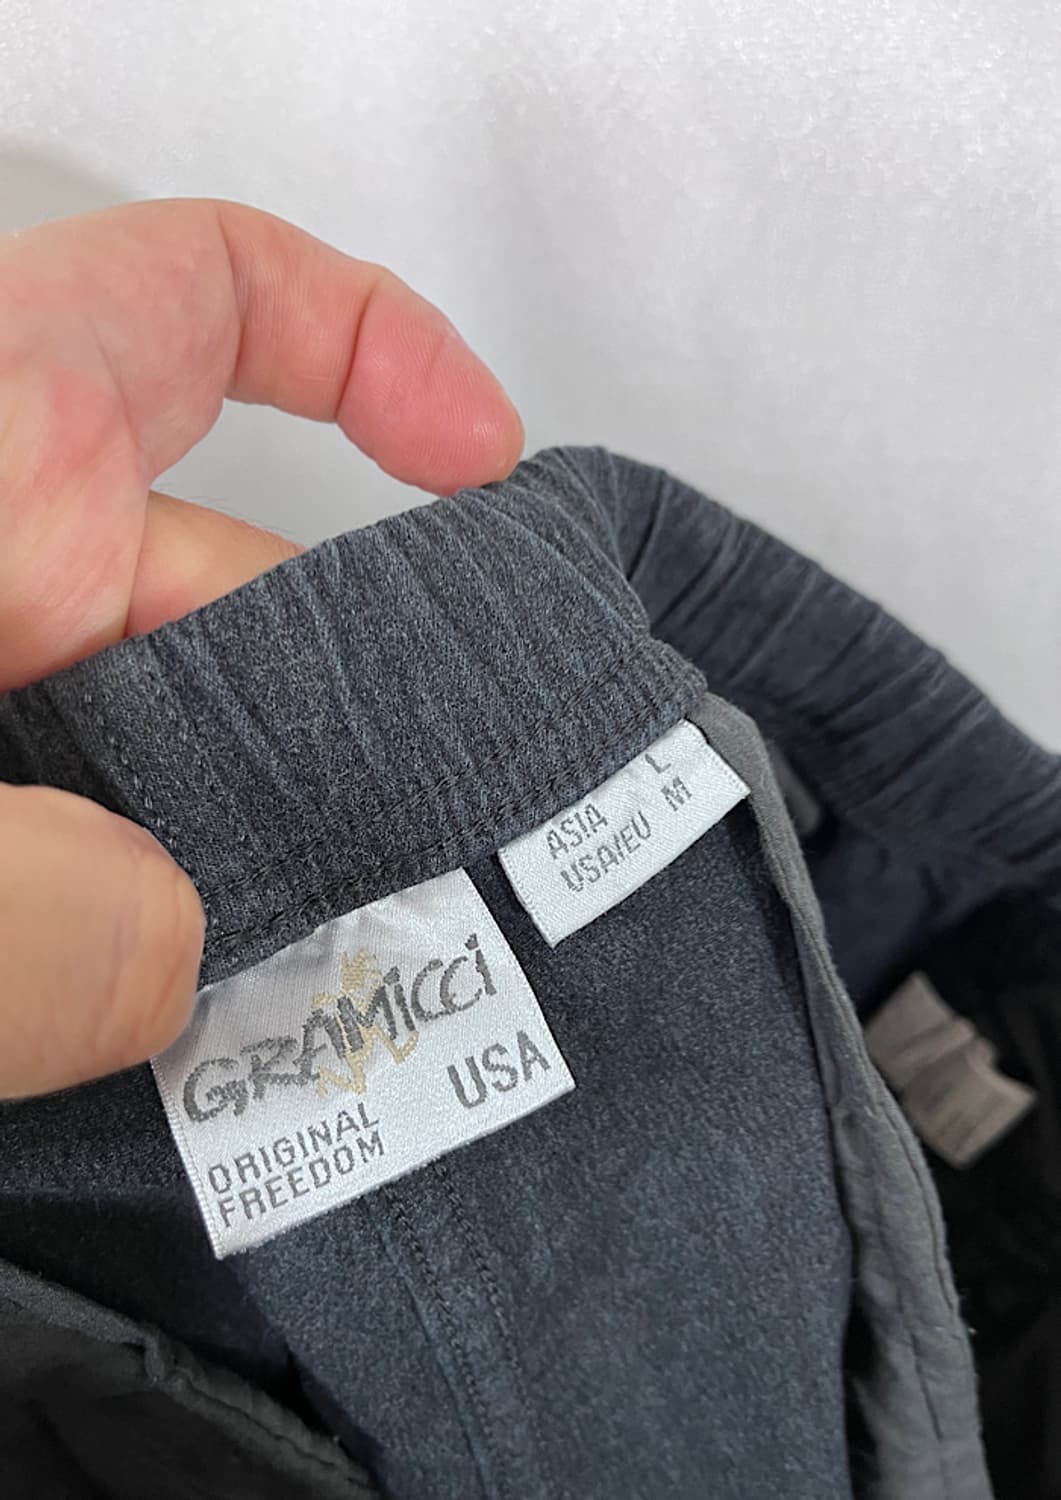 ASIA L
USA/EU M
GRAMICCI
USA
ORIGINAL
FREEDOM